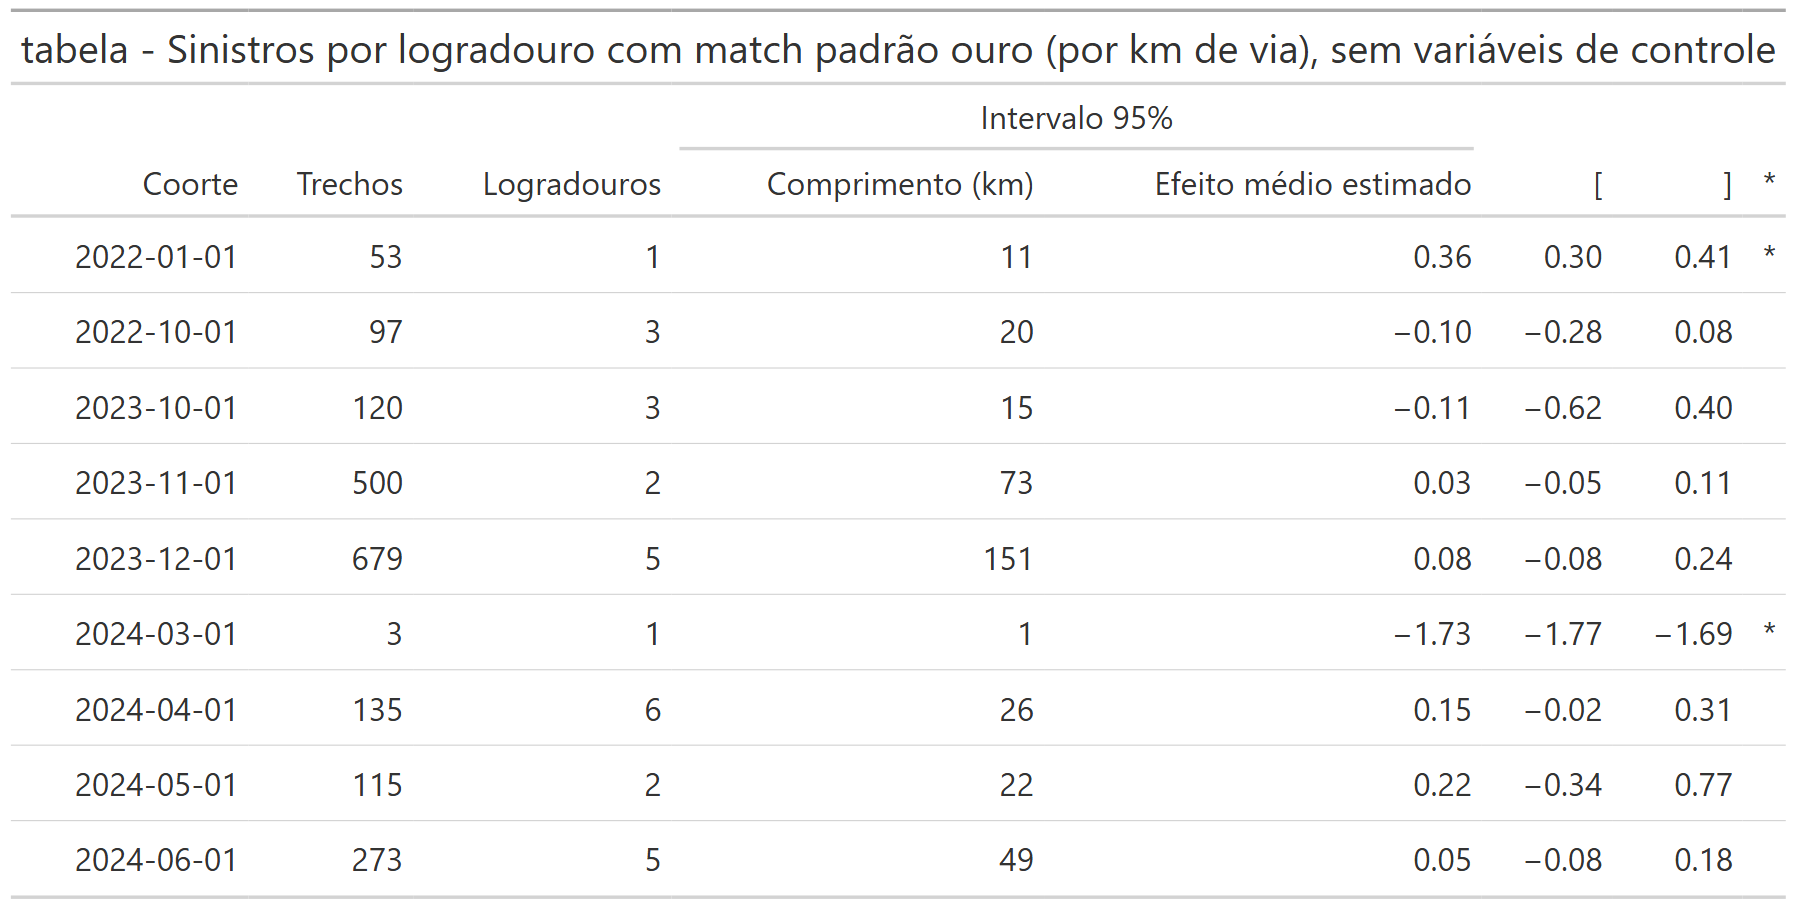 tabela - Sinistros por logradouro com match padrão ouro (por km de via), sem variáveis de controle
Intervalo 95%
Coorte Trechos Logradouros Comprimento (km) Efeito médio estimado [ ] *
2022-01-01 53 1 11 0.36 0.30 0.41 *
2022-10-01 97 3 20 −0.10 −0.28 0.08
2023-10-01 120 3 15 −0.11 −0.62 0.40
2023-11-01 500 2 73 0.03 −0.05 0.11
2023-12-01 679 5 151 0.08 −0.08 0.24
2024-03-01 3 1 1 −1.73 −1.77 −1.69 *
2024-04-01 135 6 26 0.15 −0.02 0.31
2024-05-01 115 2 22 0.22 −0.34 0.77
2024-06-01 273 5 49 0.05 −0.08 0.18